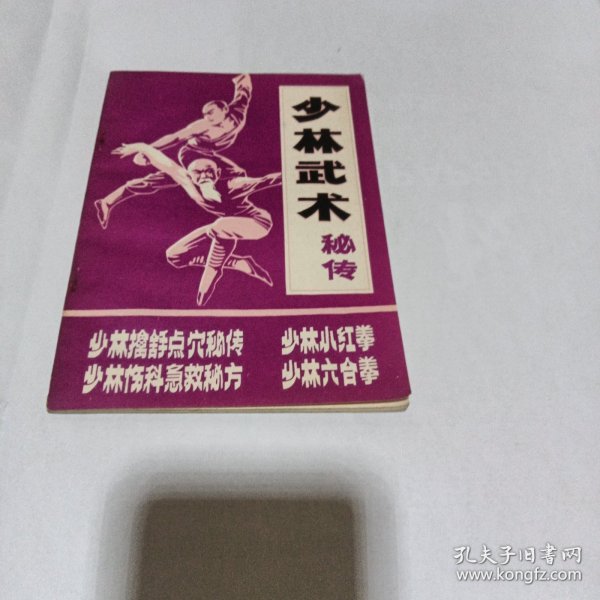 少林武术
秘传
少林擒拿点穴秘传
少林小红拳
少林伤科急救秘方
少林六合拳
孔夫子旧书网
www.kongfz.com